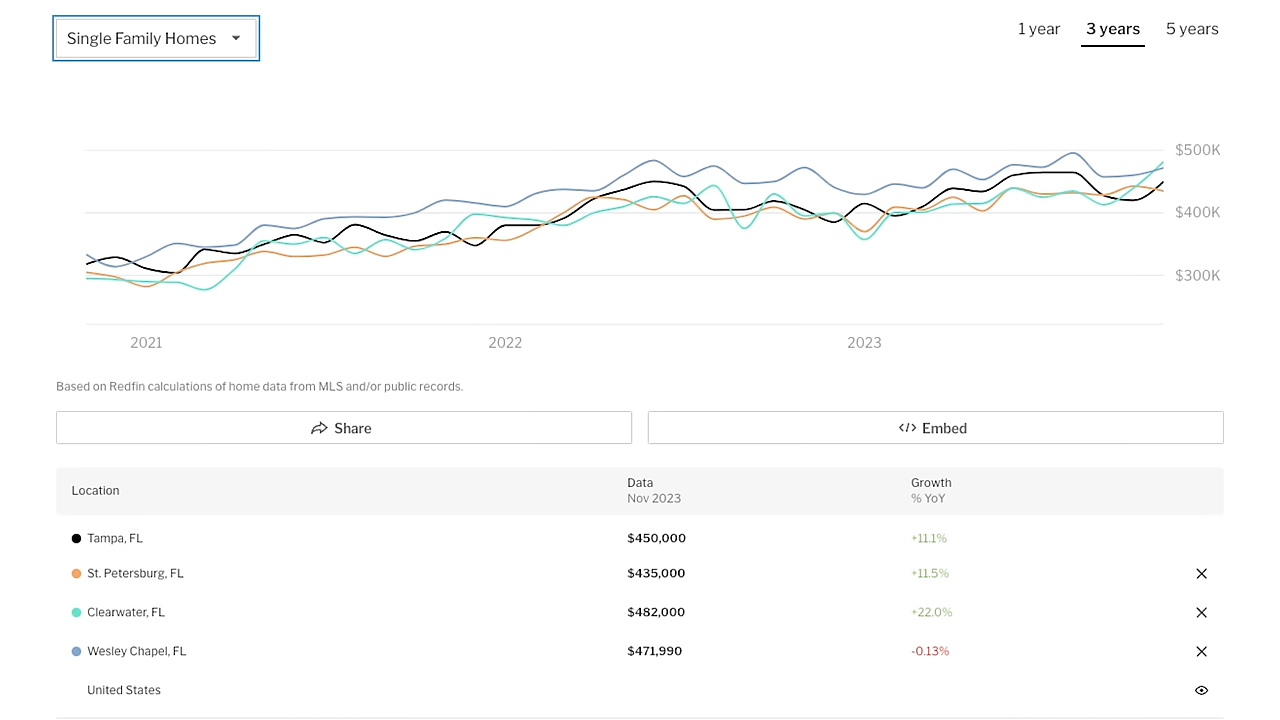 Single Family Homes
1 year 3 years 5 years
$500K
$400K
$300K
2021 2022 2023
Based on Redfin calculations of home data from MLS and/or public records.
Share
</> Embed
Location Data Growth
Nov 2023 % YoY
Tampa, FL $450,000 +11.1%
St. Petersburg, FL $435,000 +11.5%
Clearwater, FL $482,000 +22.0%
Wesley Chapel, FL $471,990 -0.13%
United States